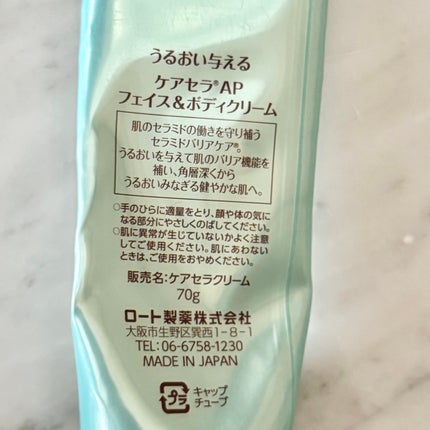 うるおい与える
ケアセラ®AP
フェイス&ボディクリーム
肌のセラミドの働きを守り補う
セラミドバリアケア®。
うるおいを与えて肌のバリア機能を
補い、角層深くから
うるおいみなぎる健やかな肌へ。
○手のひらに適量をとり、顔や体の気に
なる部分にやさしくのばしてください。
○肌に異常が生じていないかよく注意
してご使用ください。肌にあわない
ときは、ご使用をおやめください。
販売名:ケアセラクリーム
70g
ロート製薬株式会社
大阪市生野区巽西1-8-1
TEL:06-6758-1230
MADE IN JAPAN
プラ
キャップ
チューブ